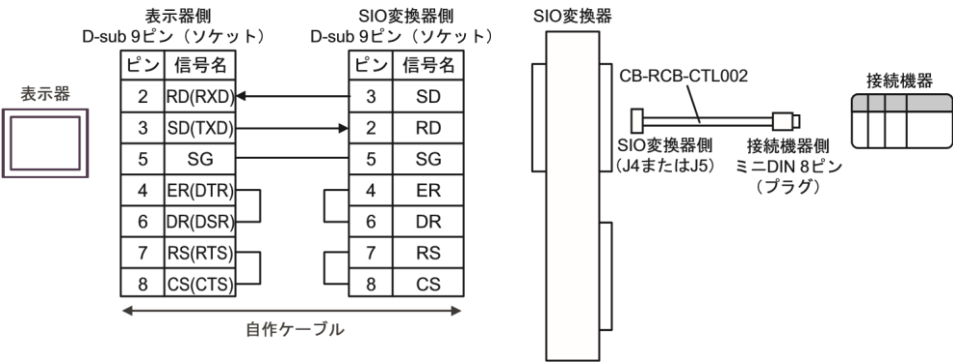 表示器側
D-sub 9ピン（ソケット）
SIO変換器側
D-sub 9ピン（ソケット）
SIO変換器
表示器
ピン 信号名
2 RD(RXD)
3 SD(TXD)
5 SG
4 ER(DTR)
6 DR(DSR)
7 RS(RTS)
8 CS(CTS)
ピン 信号名
3 SD
2 RD
5 SG
4 ER
6 DR
7 RS
8 CS
自作ケーブル
CB-RCB-CTL002
SIO変換器側
（J4またはJ5）
接続機器側
ミニDIN 8ピン
（プラグ）
接続機器